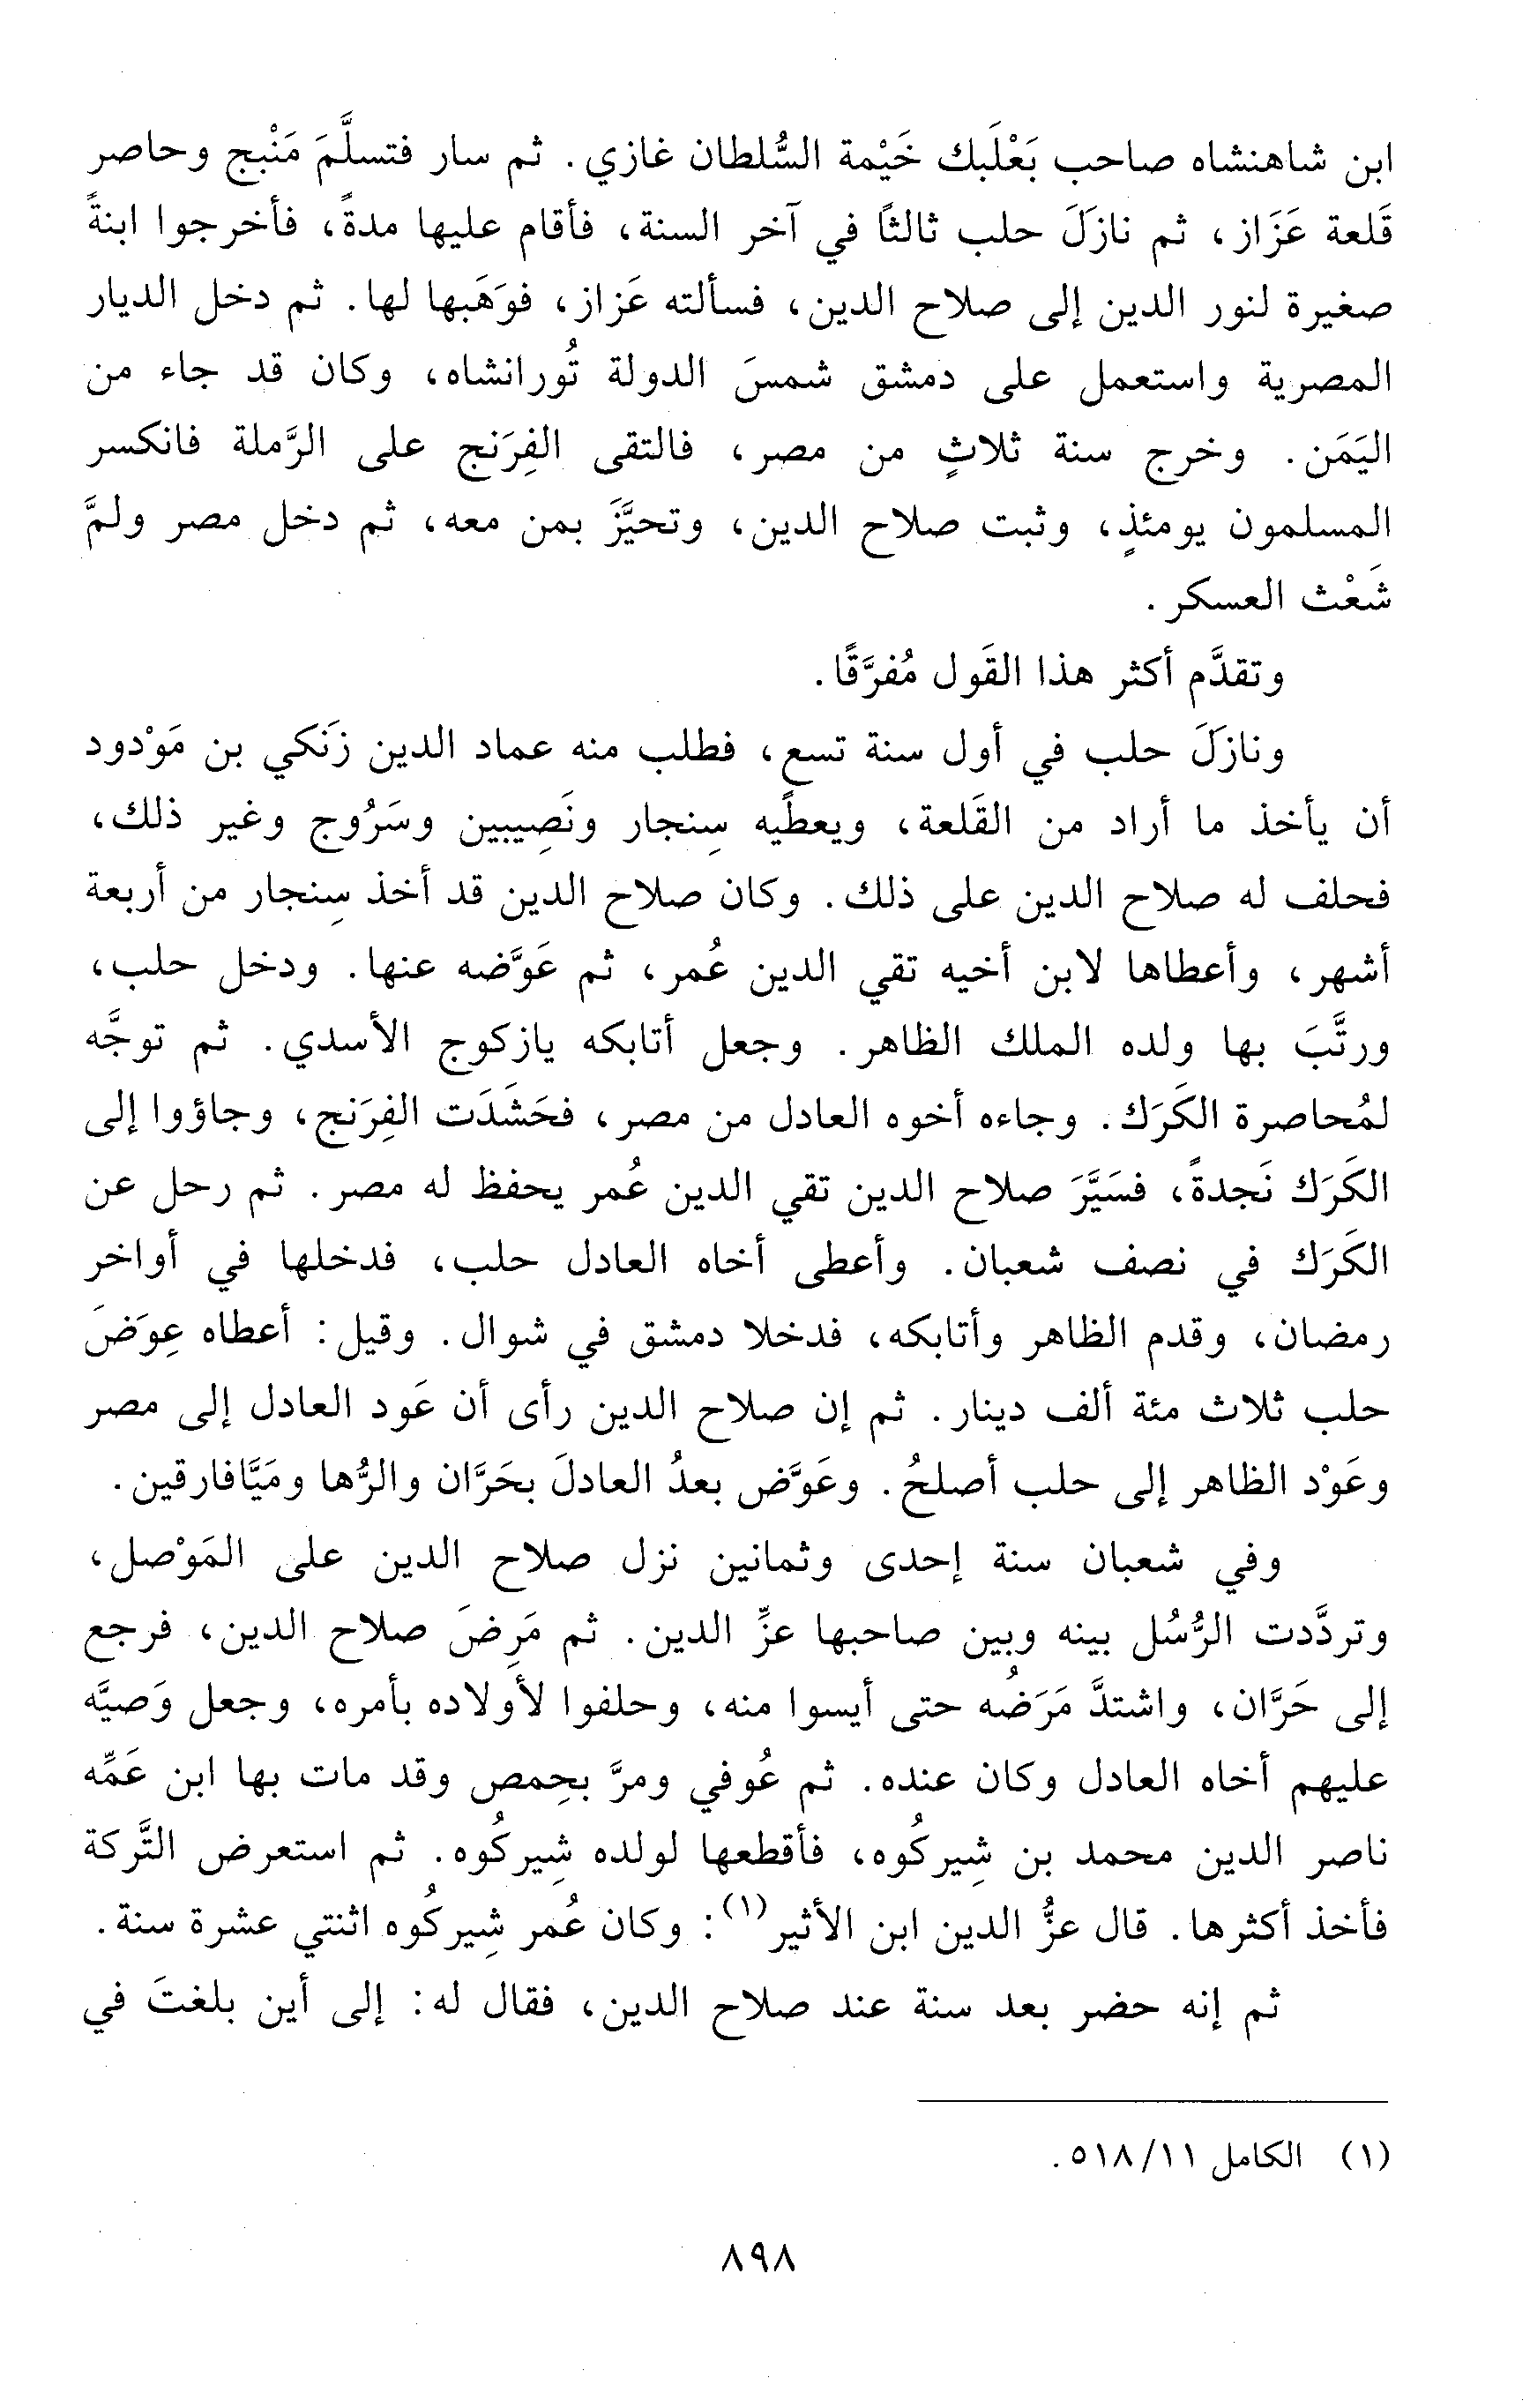 ابن شاهنشاه صاحب بَعْلَبك خَيْمة السُّلطان غازي. ثم سار فتسلَّمَ مَنْبج وحاصر
قَلعة عَزَاز، ثم نازَلَ حلب ثالثًا في آخر السنة، فأقام عليها مدةً، فأخرجوا ابنةً
صغيرة لنور الدين إلى صلاح الدين، فسألته عَزاز، فوَهَبها لها. ثم دخل الديار
المصرية واستعمل على دمشق شمسَ الدولة تُورانشاه، وكان قد جاء من
اليَمَن. وخرج سنة ثلاثٍ من مصر، فالتقى الفِرَنج على الرَّملة فانكسر
المسلمون يومئذٍ، وثبت صلاح الدين، وتحيَّزَ بمن معه، ثم دخل مصر ولمَّ
شَعْث العسكر.
وتقدَّم أكثر هذا القَول مُفرَّقًا.
ونازَلَ حلب في أول سنة تسع، فطلب منه عماد الدين زَنكي بن مَوْدود
أن يأخذ ما أراد من القَلعة، ويعطيه سِنجار ونَصِيبين وسَرُوج وغير ذلك،
فحلف له صلاح الدين على ذلك. وكان صلاح الدين قد أخذ سِنجار من أربعة
أشهر، وأعطاها لابن أخيه تقي الدين عُمر، ثم عَوَّضه عنها. ودخل حلب،
ورتَّبَ بها ولده الملك الظاهر. وجعل أتابكه يازكوج الأسدي. ثم توجَّه
لمُحاصرة الكَرَك. وجاءه أخوه العادل من مصر، فحَشَدَت الفِرَنج، وجاؤوا إلى
الكَرَك نَجدةً، فسَيَّرَ صلاح الدين تقي الدين عُمر يحفظ له مصر. ثم رحل عن
الكَرَك في نصف شعبان. وأعطى أخاه العادل حلب، فدخلها في أواخر
رمضان، وقدم الظاهر وأتابكه، فدخلا دمشق في شوال. وقيل: أعطاه عِوَضَ
حلب ثلاث مئة ألف دينار. ثم إن صلاح الدين رأى أن عَود العادل إلى مصر
وعَوْد الظاهر إلى حلب أصلحُ. وعَوَّض بعدُ العادلَ بحَرَّان والرُّها ومَيَّافارقين.
وفي شعبان سنة إحدى وثمانين نزل صلاح الدين على المَوْصل،
وتردَّدت الرُّسُل بينه وبين صاحبها عزِّ الدين. ثم مَرِضَ صلاح الدين، فرجع
إلى حَرَّان، واشتدَّ مَرَضُه حتى أيسوا منه، وحلفوا لأولاده بأمره، وجعل وَصيَّه
عليهم أخاه العادل وكان عنده. ثم عُوفي ومرَّ بحِمص وقد مات بها ابن عَمِّه
ناصر الدين محمد بن شِيركُوه، فأقطعها لولده شِيركُوه. ثم استعرض التَّركة
فأخذ أكثرها. قال عزُّ الدين ابن الأثير(١): وكان عُمر شِيركُوه اثنتي عشرة سنة.
ثم إنه حضر بعد سنة عند صلاح الدين، فقال له: إلى أين بلغتَ في
(١) الكامل ١١/ ٥١٨.
٨٩٨